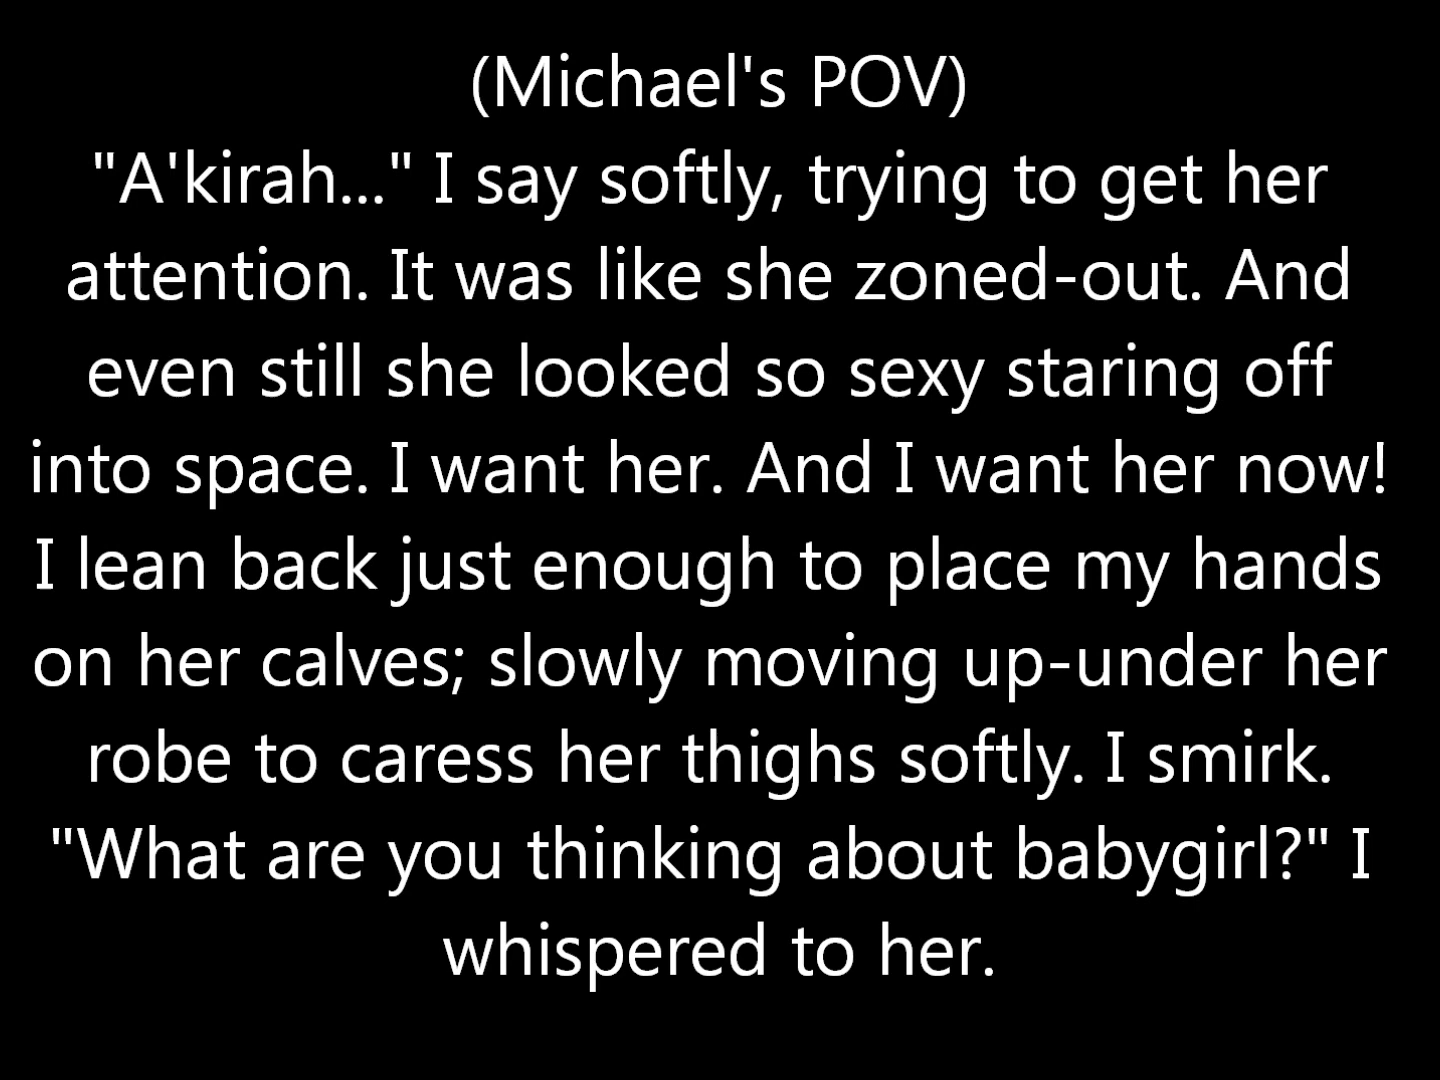 (Michael's POV)
"A'kirah..." I say softly, trying to get her
attention. It was like she zoned-out. And
even still she looked so sexy staring off
into space. I want her. And I want her now!
I lean back just enough to place my hands
on her calves; slowly moving up-under her
robe to caress her thighs softly. I smirk.
"What are you thinking about babygirl?" I
whispered to her.